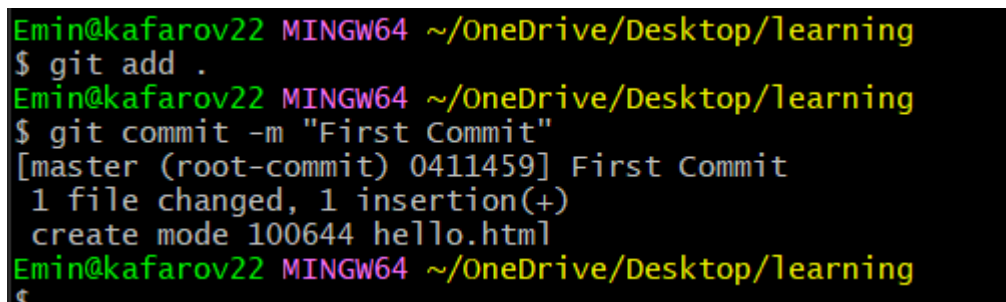 Emin@kafarov22 MINGW64 ~/OneDrive/Desktop/learning
$ git add .
Emin@kafarov22 MINGW64 ~/OneDrive/Desktop/learning
$ git commit -m "First Commit"
[master (root-commit) 0411459] First Commit
 1 file changed, 1 insertion(+)
 create mode 100644 hello.html
Emin@kafarov22 MINGW64 ~/OneDrive/Desktop/learning
$